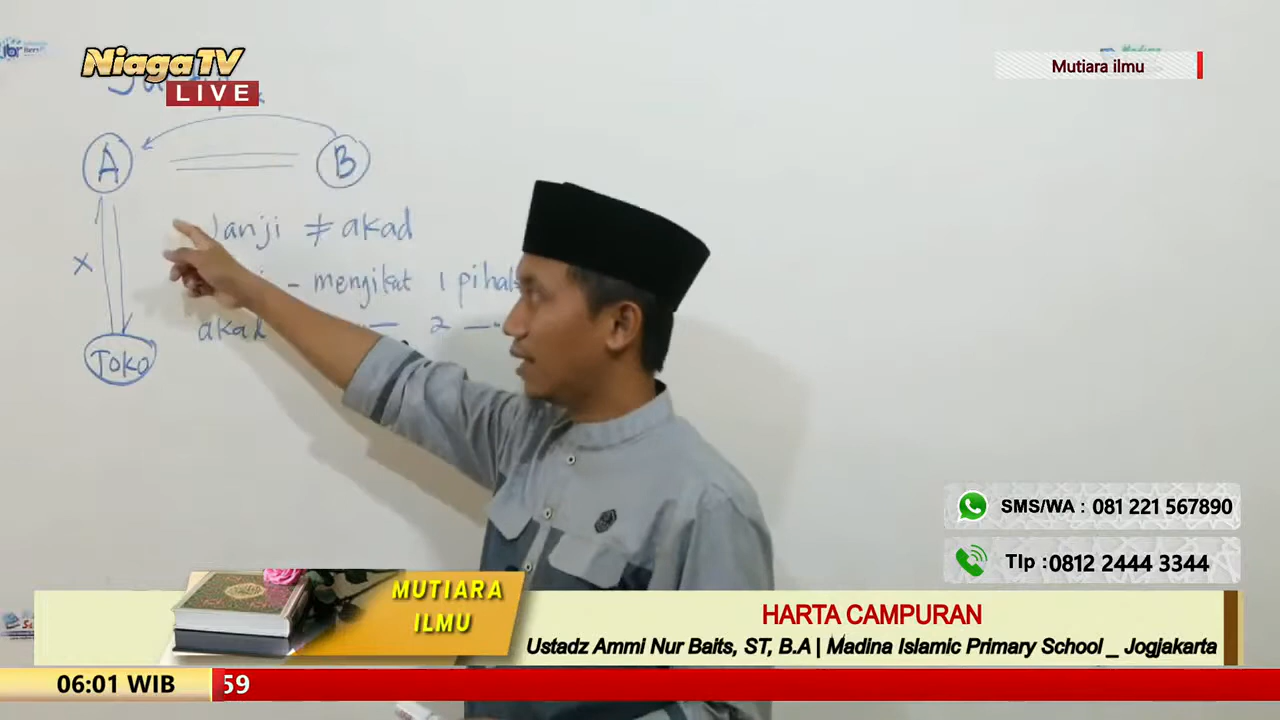 NiagaTV
LIVE
Mutiara ilmu
A
B
Janji ≠ akad
- mengikat 1 pihak
akad 2
X
Toko
SMS/WA : 081 221 567890
Tlp :0812 2444 3344
MUTIARA
ILMU
HARTA CAMPURAN
Ustadz Ammi Nur Baits, ST, B.A | Madina Islamic Primary School _ Jogjakarta
06:01 WIB
59